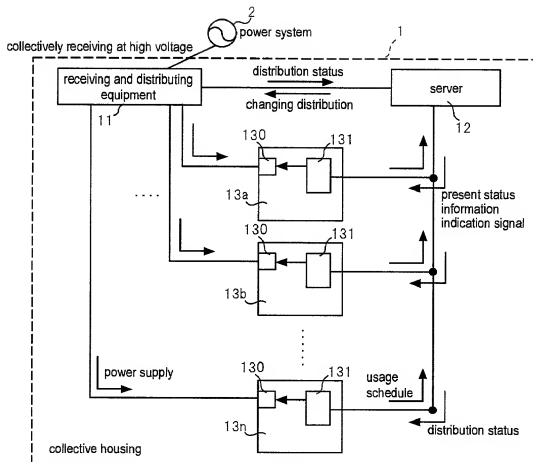 2
power system
1
collectively receiving at high voltage
receiving and distributing
equipment
11
distribution status
changing distribution
server
12
130
131
13a
present status
information
indication signal
130
131
13b
power supply
130
131
13n
usage
schedule
distribution status
collective housing